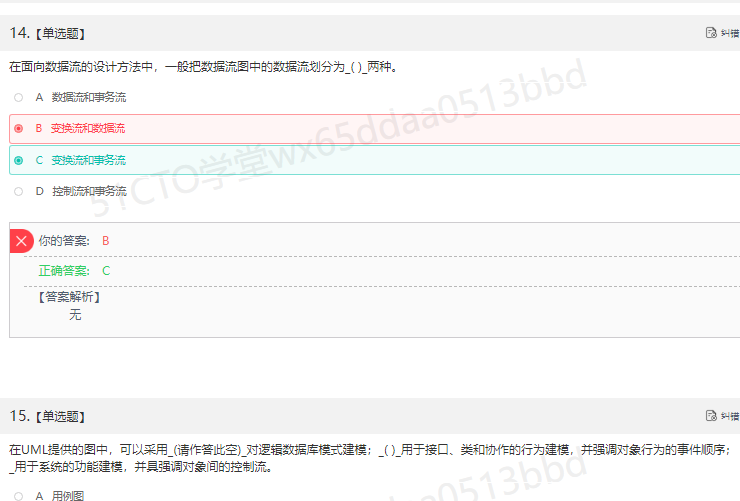 14.【单选题】
纠错
在面向数据流的设计方法中，一般把数据流图中的数据流划分为_( )_两种。
A 数据流和事务流
B 变换流和数据流
C 变换流和事务流
D 控制流和事务流
51CTO学堂wx65ddaa0513bbd
你的答案: B
正确答案: C
【答案解析】
无
15.【单选题】
纠错
在UML提供的图中，可以采用_(请作答此空)_对逻辑数据库模式建模；_( )_用于接口、类和协作的行为建模，并强调对象行为的事件顺序；
_用于系统的功能建模，并具强调对象间的控制流。
A 用例图
0513bbd